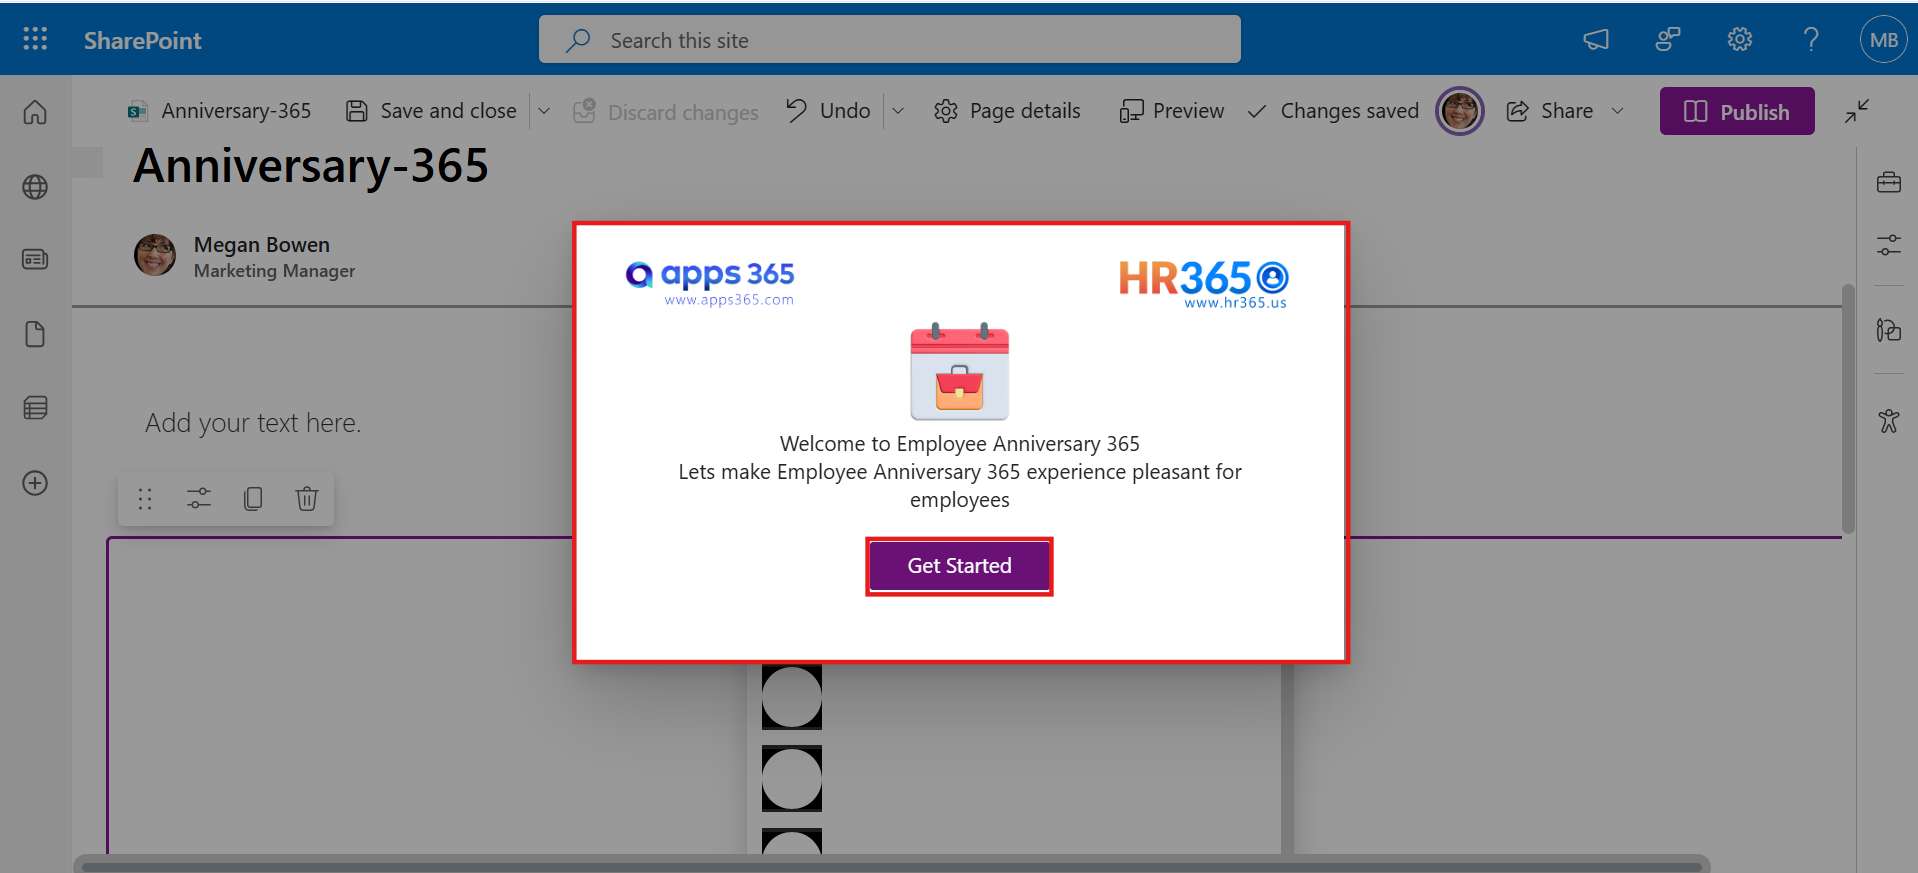 SharePoint
Search this site
MB
Anniversary-365
Save and close
Discard changes
Undo
Page details
Preview
Changes saved
Share
Publish
Anniversary-365
Megan Bowen
Marketing Manager
apps 365
www.apps365.com
HR365
www.hr365.us
Welcome to Employee Anniversary 365
Lets make Employee Anniversary 365 experience pleasant for
employees
Get Started
Add your text here.